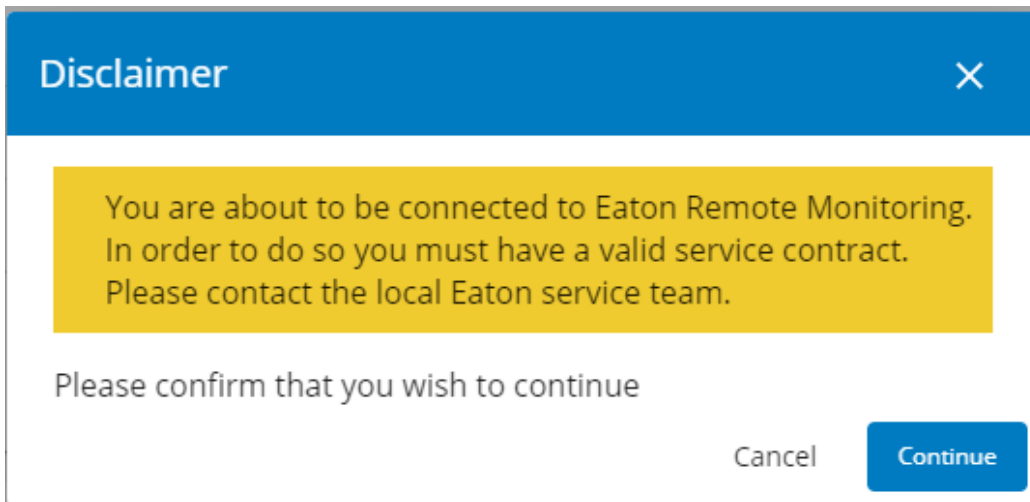 Disclaimer
You are about to be connected to Eaton Remote Monitoring.
In order to do so you must have a valid service contract.
Please contact the local Eaton service team.
Please confirm that you wish to continue
Cancel
Continue